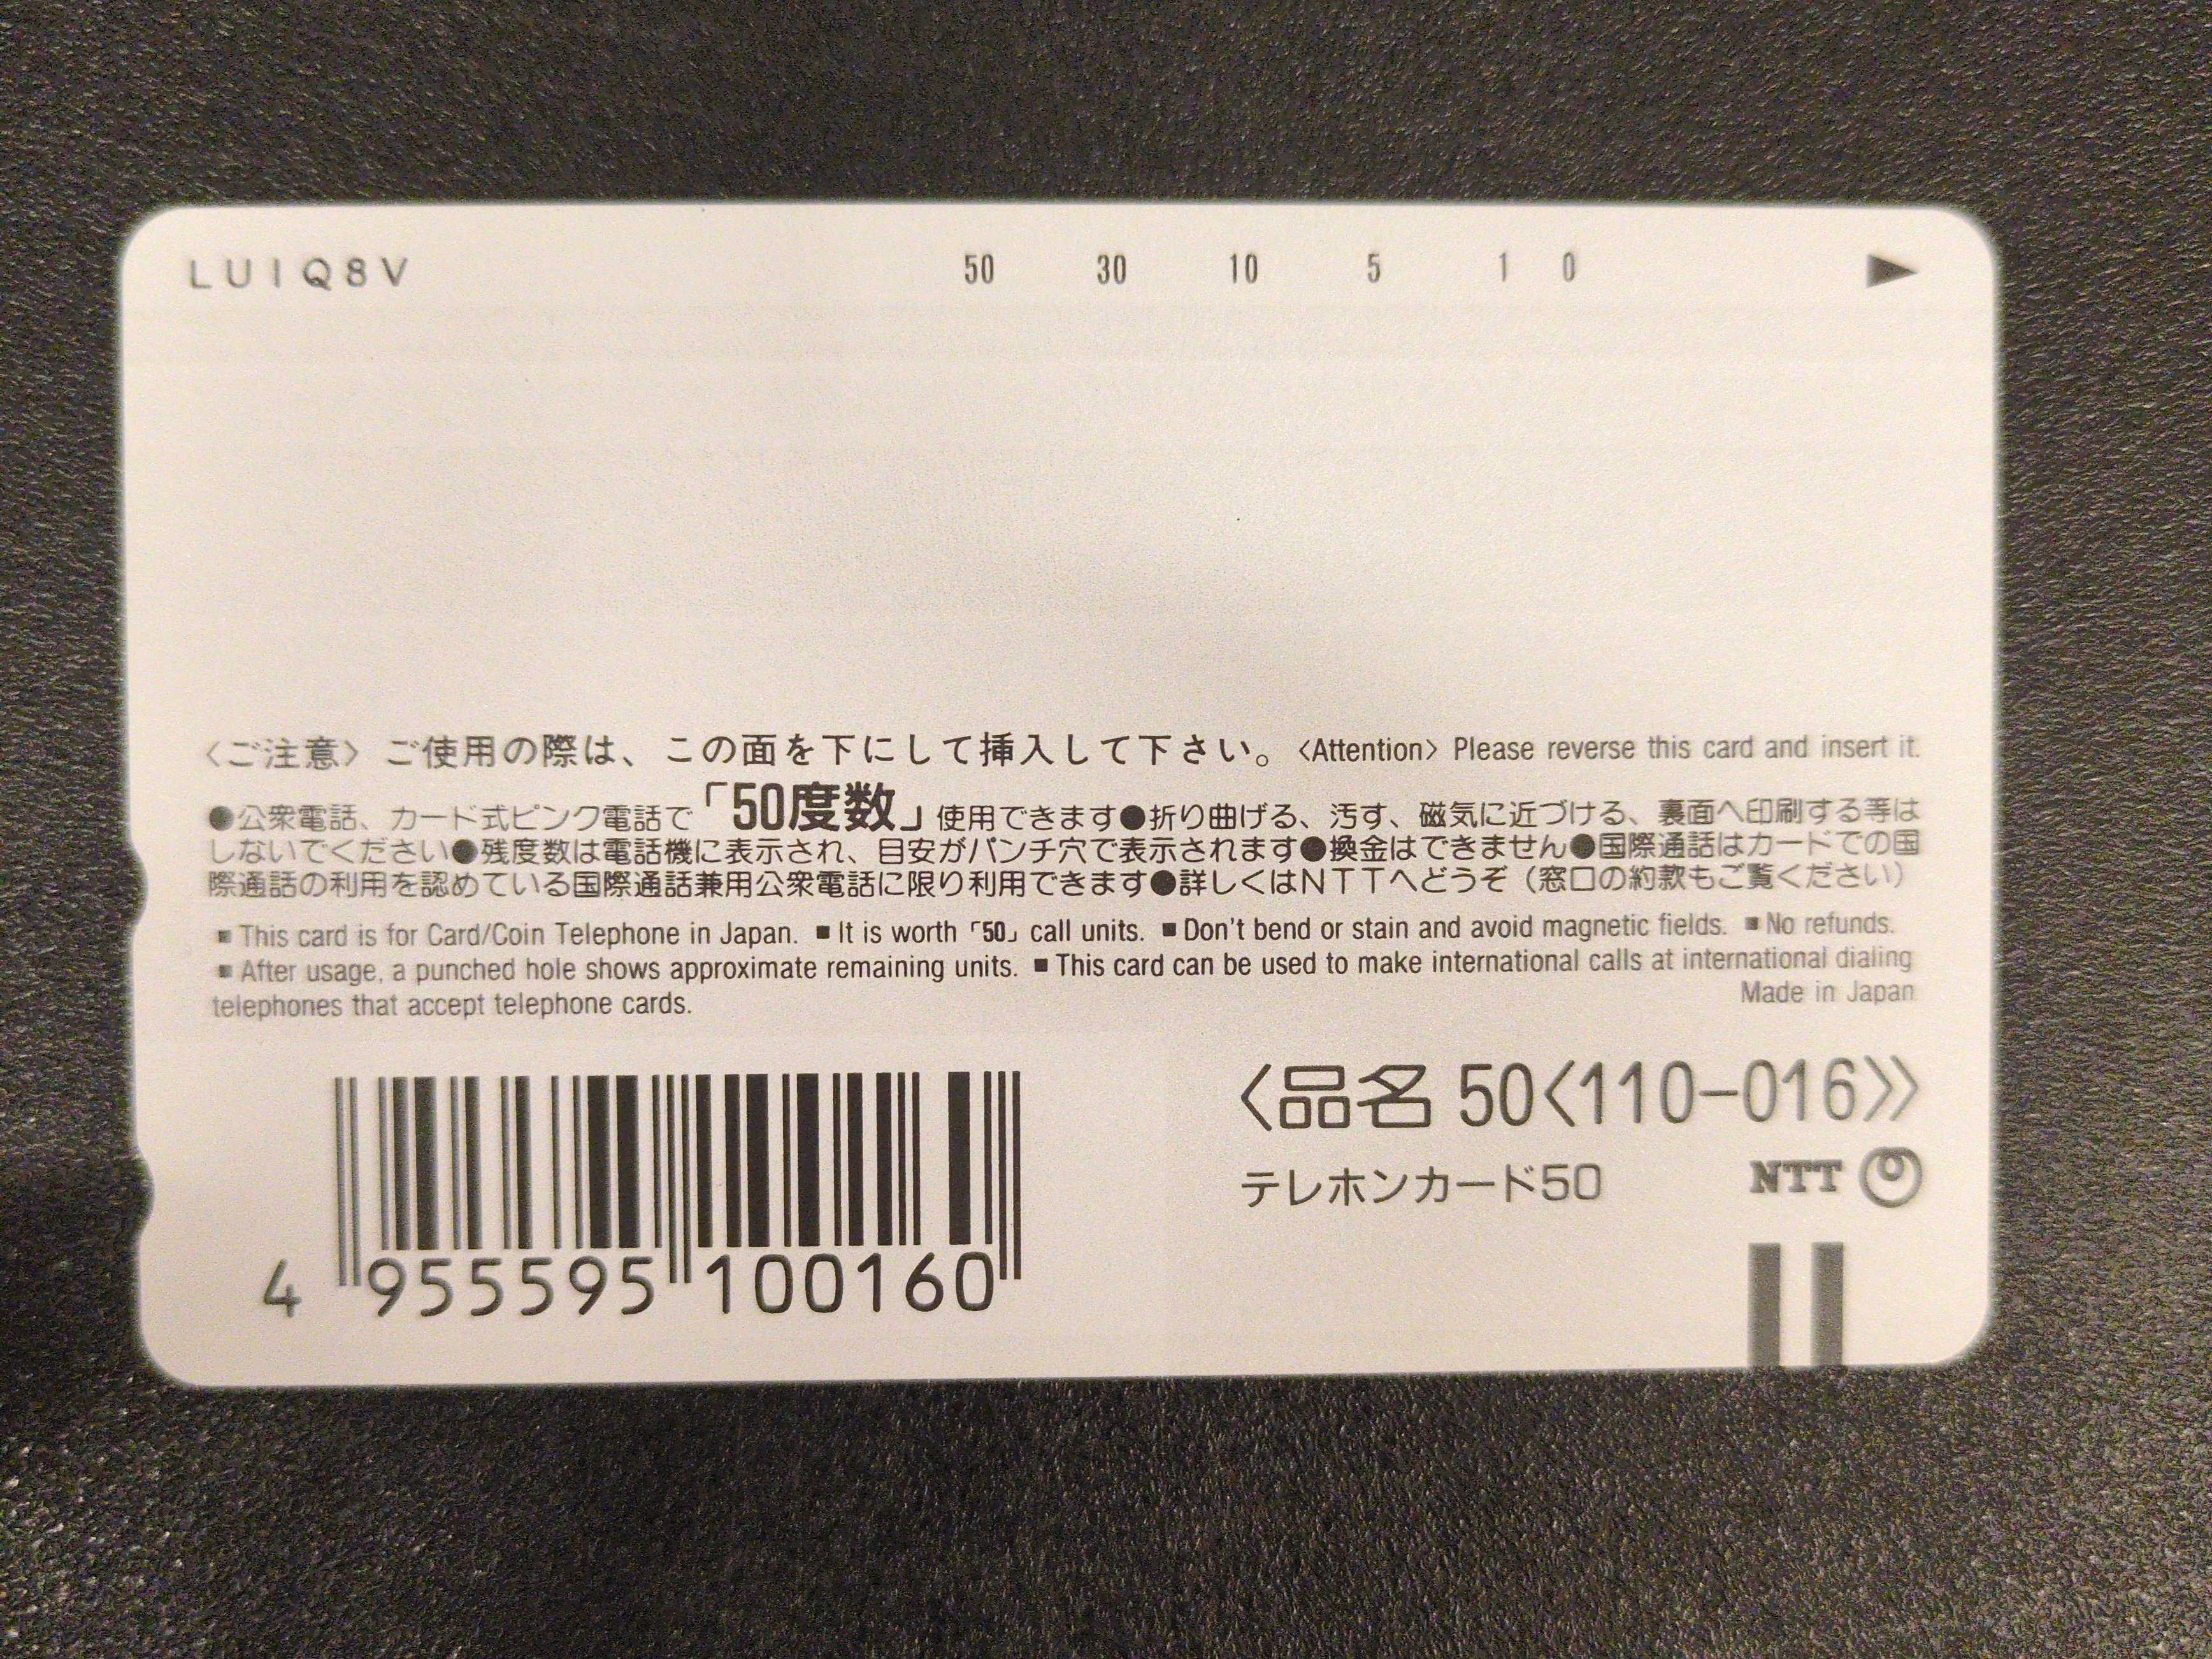 LUIQ8V 50 30 10 5 1 0
〈ご注意〉 ご使用の際は、この面を下にして挿入して下さい。〈Attention〉 Please reverse this card and insert it.
●公衆電話、カード式ピンク電話で「50度数」使用できます●折り曲げる、汚す、磁気に近づける、裏面へ印刷する等は
しないでください●残度数は電話機に表示され、目安がパンチ穴で表示されます●換金はできません●国際通話はカードでの国
際通話の利用を認めている国際通話兼用公衆電話に限り利用できます●詳しくはNTTへどうぞ（窓口の約款もご覧ください）
■This card is for Card/Coin Telephone in Japan. ■It is worth「50」call units. ■Don't bend or stain and avoid magnetic fields. ■No refunds.
■After usage, a punched hole shows approximate remaining units. ■This card can be used to make international calls at international dialing
telephones that accept telephone cards.
Made in Japan
〈品名 50〈110-016〉〉
テレホンカード50
NTT
4 955595 100160